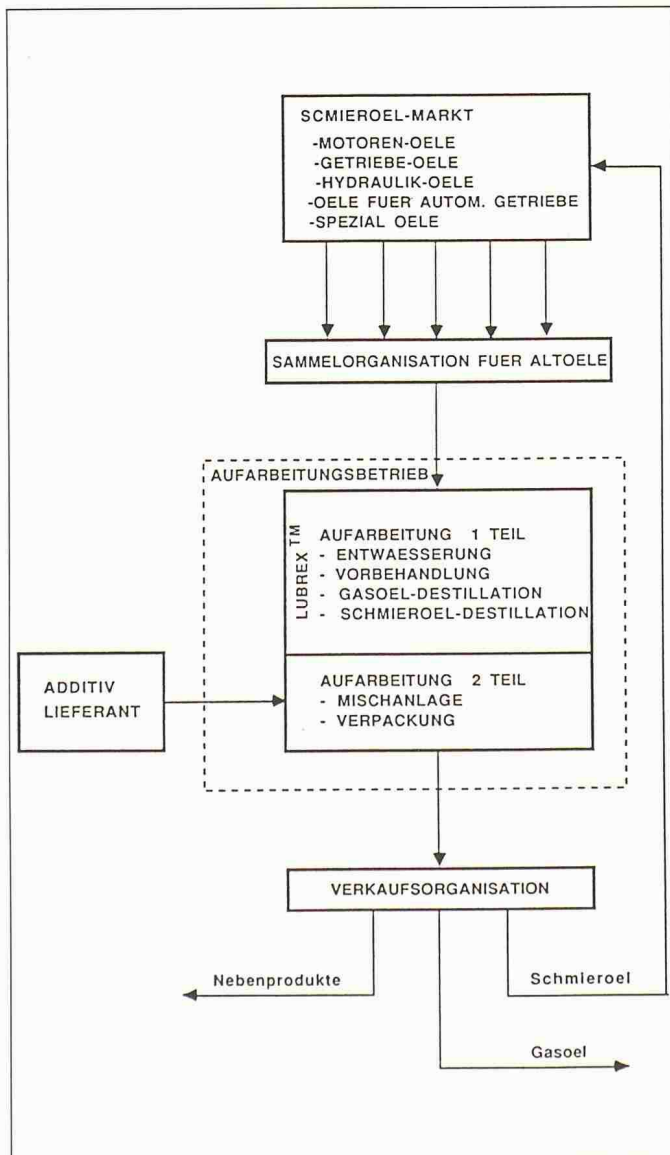 SCMIEROEL-MARKT
-MOTOREN-OELE
-GETRIEBE-OELE
-HYDRAULIK-OELE
-OELE FUER AUTOM. GETRIEBE
-SPEZIAL OELE
SAMMELORGANISATION FUER ALTOELE
AUFARBEITUNGSBETRIEB
LUBREX TM
AUFARBEITUNG 1 TEIL
- ENTWAESSERUNG
- VORBEHANDLUNG
- GASOEL-DESTILLATION
- SCHMIEROEL-DESTILLATION
ADDITIV
LIEFERANT
AUFARBEITUNG 2 TEIL
- MISCHANLAGE
- VERPACKUNG
VERKAUFSORGANISATION
Nebenprodukte
Schmieroel
Gasoel